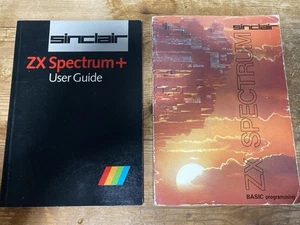 sinclair
ZX Spectrum+
User Guide
sinclair
ZX SPECTRUM
BASIC programming